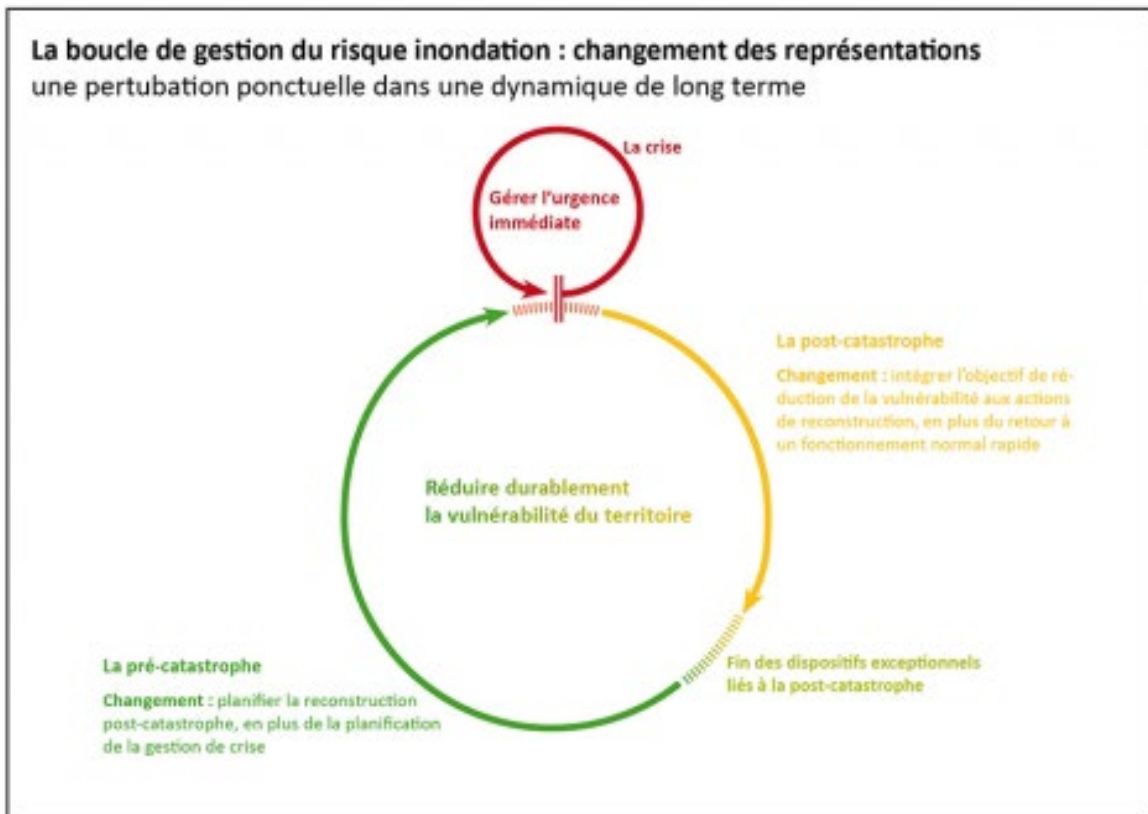 La boucle de gestion du risque inondation : changement des représentations
une pertubation ponctuelle dans une dynamique de long terme
La crise
Gérer l'urgence
immédiate
La post-catastrophe
Changement : intégrer l'objectif de ré-
duction de la vulnérabilité aux actions
de reconstruction, en plus du retour à
un fonctionnement normal rapide
Réduire durablement
la vulnérabilité du territoire
La pré-catastrophe
Changement : planifier la reconstruction
post-catastrophe, en plus de la planification
de la gestion de crise
Fin des dispositifs exceptionnels
liés à la post-catastrophe